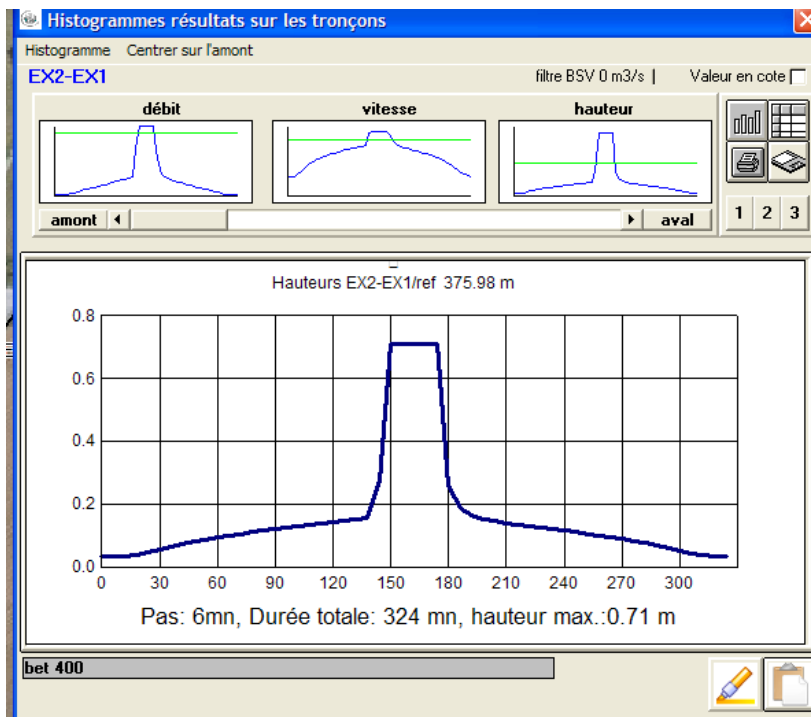 Histogrammes résultats sur les tronçons
Histogramme Centrer sur l'amont
EX2-EX1 filtre BSV 0 m3/s | Valeur en cote
débit vitesse hauteur
amont aval 1 2 3
Hauteurs EX2-EX1/ref 375.98 m
0.8
0.6
0.4
0.2
0.0
0 30 60 90 120 150 180 210 240 270 300
Pas: 6mn, Durée totale: 324 mn, hauteur max.:0.71 m
bet 400